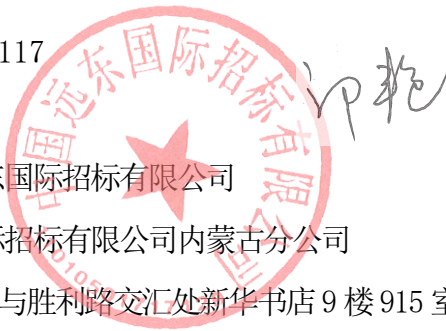 117
东国际招标有限公司
际招标有限公司内蒙古分公司
与胜利路交汇处新华书店9楼915室
中国远东国际招标有限公司